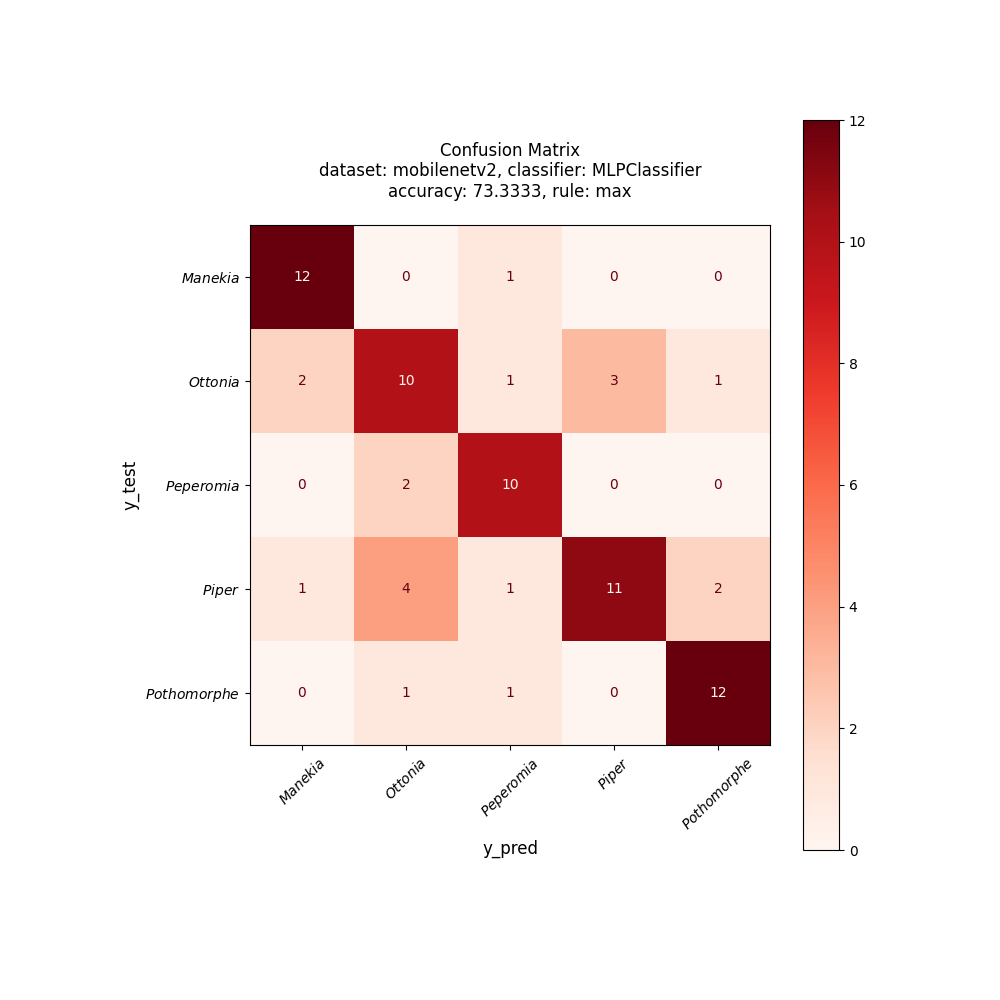 Confusion Matrix
dataset: mobilenetv2, classifier: MLPClassifier
accuracy: 73.3333, rule: max
y_test
Manekia 12 0 1 0 0
Ottonia 2 10 1 3 1
Peperomia 0 2 10 0 0
Piper 1 4 1 11 2
Pothomorphe 0 1 1 0 12
Manekia Ottonia Peperomia Piper Pothomorphe
y_pred
12
10
8
6
4
2
0